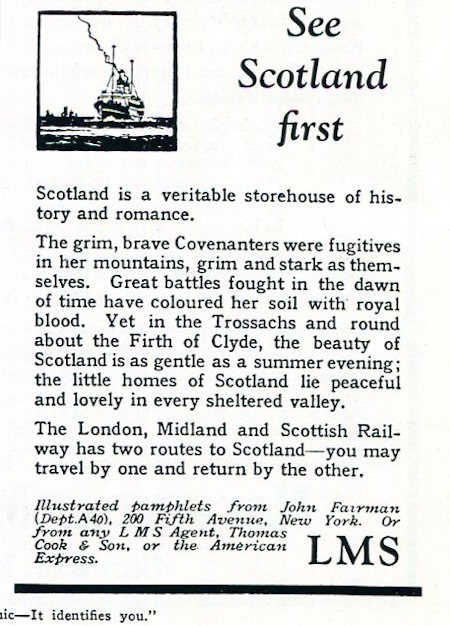 See
Scotland
first
Scotland is a veritable storehouse of his-
tory and romance.
The grim, brave Covenanters were fugitives
in her mountains, grim and stark as them-
selves. Great battles fought in the dawn
of time have coloured her soil with royal
blood. Yet in the Trossachs and round
about the Firth of Clyde, the beauty of
Scotland is as gentle as a summer evening;
the little homes of Scotland lie peaceful
and lovely in every sheltered valley.
The London, Midland and Scottish Rail-
way has two routes to Scotland—you may
travel by one and return by the other.
Illustrated pamphlets from John Fairman
(Dept.A40), 200 Fifth Avenue, New York. Or
from any L M S Agent, Thomas
Cook & Son, or the American
Express.
LMS
—It identifies you."